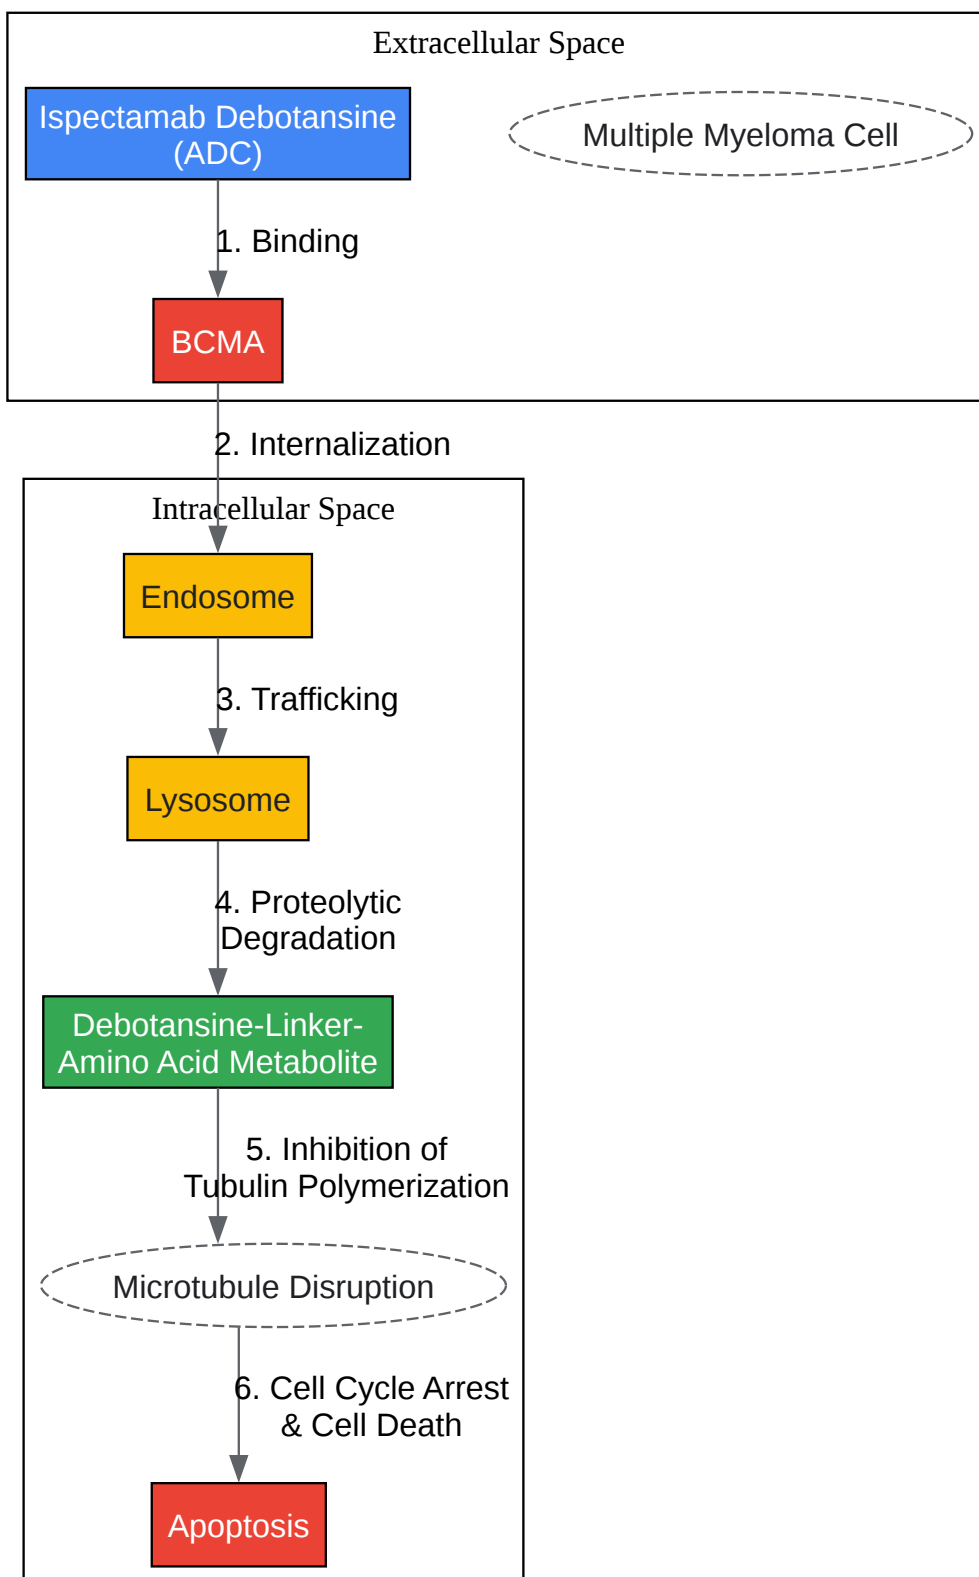 Extracellular Space
Ispectamab Debotansine
(ADC)
Multiple Myeloma Cell
1. Binding
BCMA
2. Internalization
Intracellular Space
Endosome
3. Trafficking
Lysosome
4. Proteolytic
Degradation
Debotansine-Linker-
Amino Acid Metabolite
5. Inhibition of
Tubulin Polymerization
Microtubule Disruption
6. Cell Cycle Arrest
& Cell Death
Apoptosis